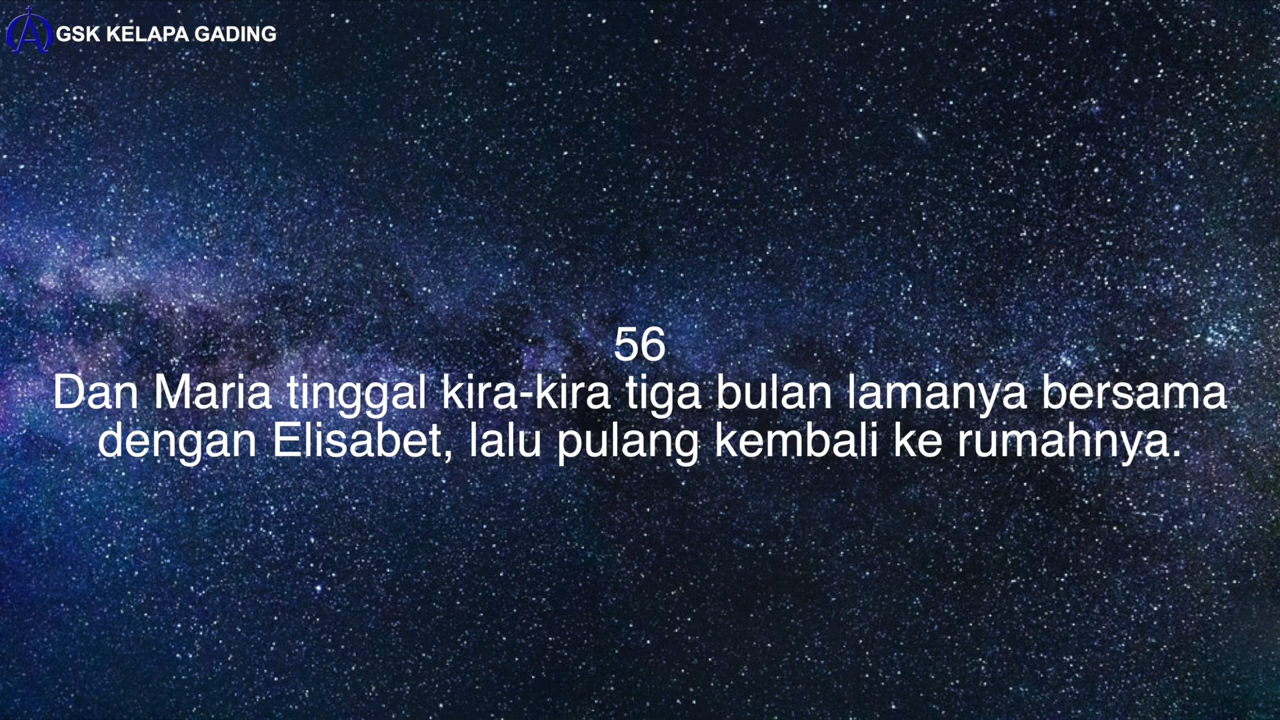 GSK KELAPA GADING
56
Dan Maria tinggal kira-kira tiga bulan lamanya bersama
dengan Elisabet, lalu pulang kembali ke rumahnya.